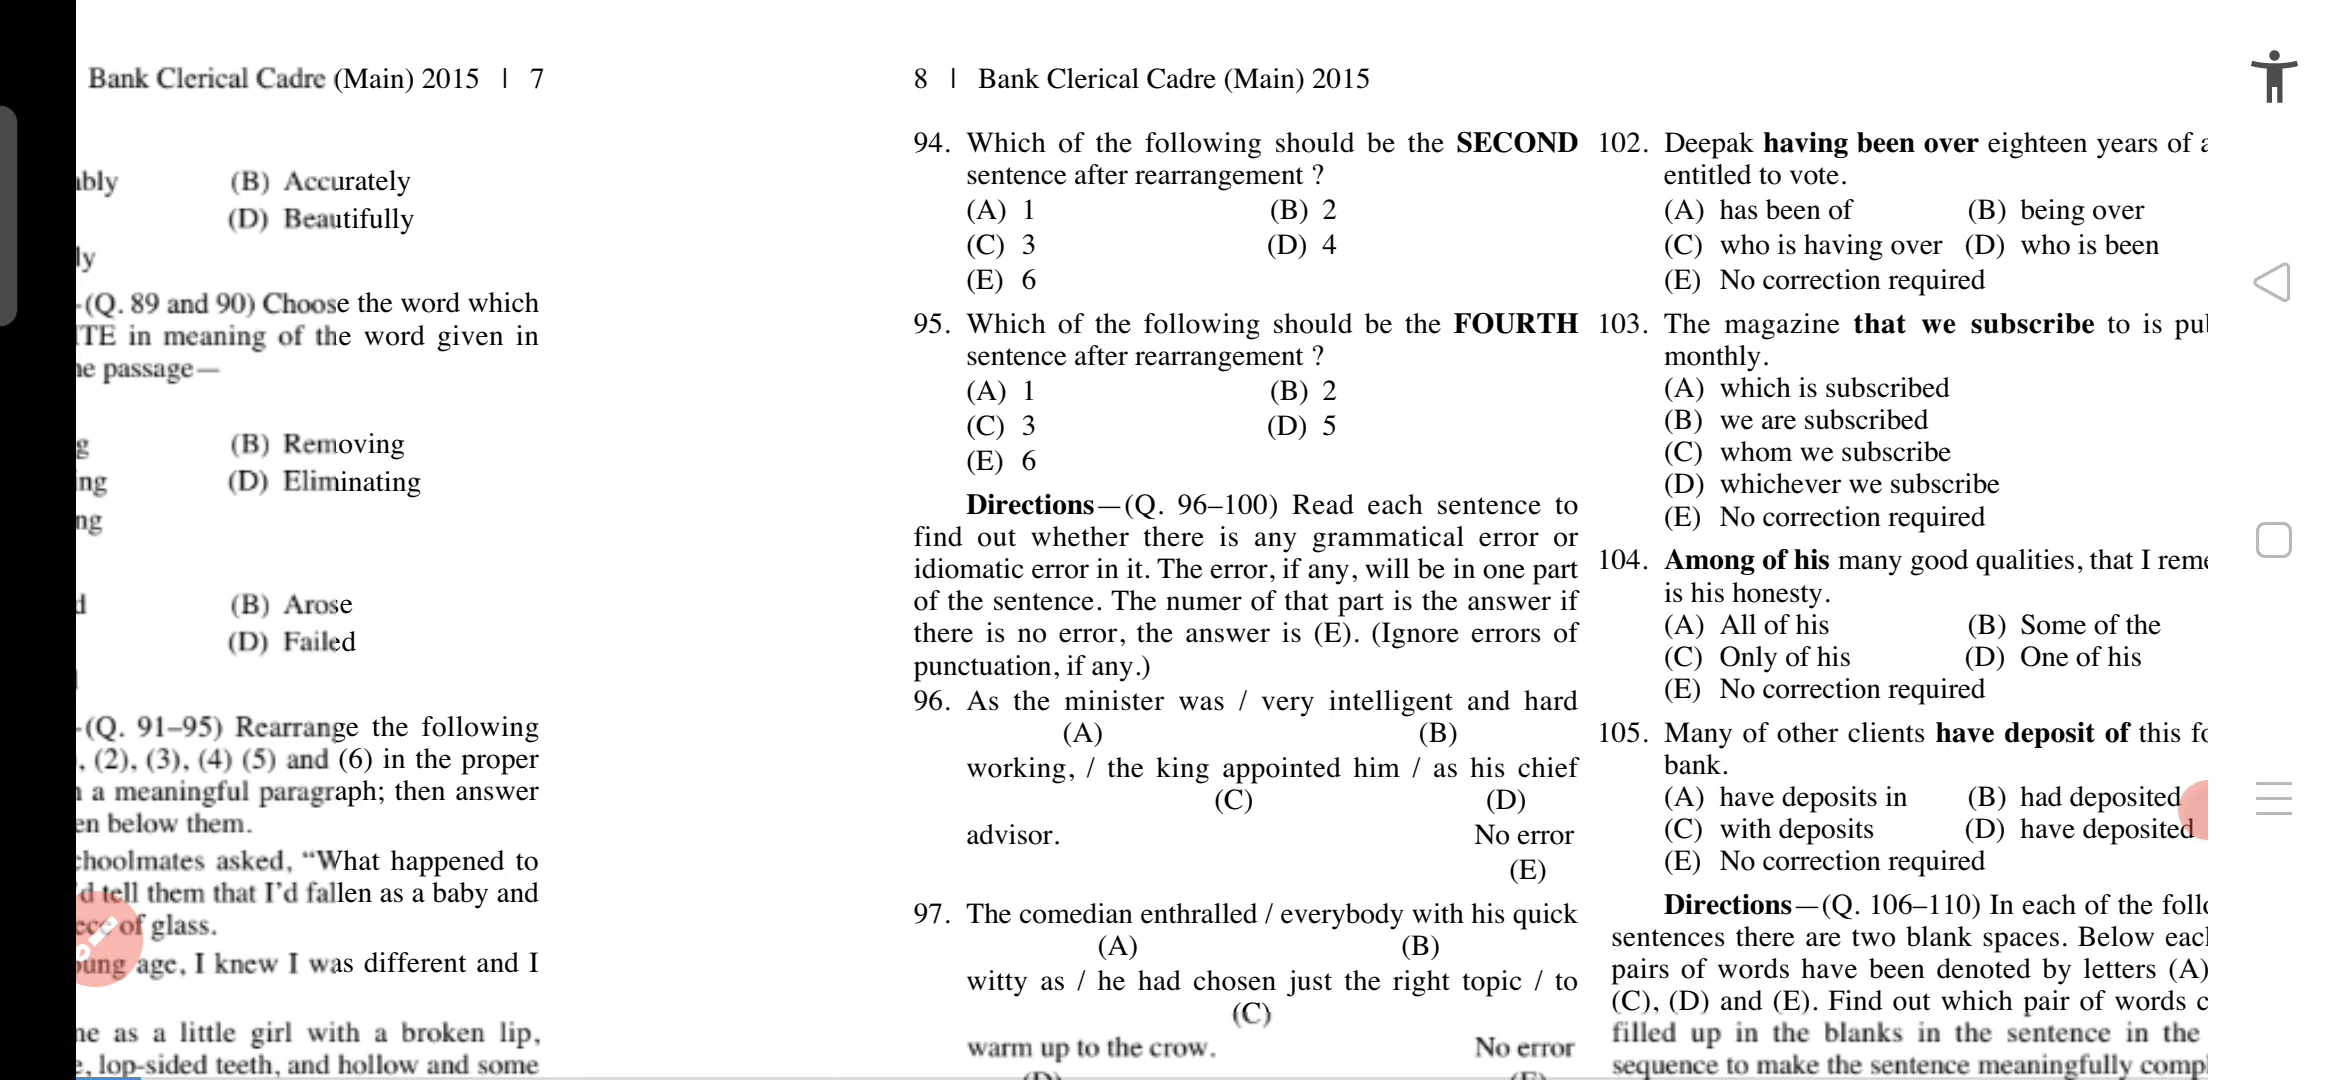 Bank Clerical Cadre (Main) 2015 | 7
(B) Accurately
(D) Beautifully
(Q. 89 and 90) Choose the word which
in meaning of the word given in
passage—
(B) Removing
(D) Eliminating
(B) Arose
(D) Failed
(Q. 91–95) Rearrange the following
, (2), (3), (4) (5) and (6) in the proper
a meaningful paragraph; then answer
below them.
asked, “What happened to
tell them that I’d fallen as a baby and
of glass.
age, I knew I was different and I
as a little girl with a broken lip,
lop-sided teeth, and hollow and some
8 | Bank Clerical Cadre (Main) 2015
94. Which of the following should be the SECOND
sentence after rearrangement ?
(A) 1 (B) 2
(C) 3 (D) 4
(E) 6
95. Which of the following should be the FOURTH
sentence after rearrangement ?
(A) 1 (B) 2
(C) 3 (D) 5
(E) 6
Directions—(Q. 96–100) Read each sentence to
find out whether there is any grammatical error or
idiomatic error in it. The error, if any, will be in one part
of the sentence. The numer of that part is the answer if
there is no error, the answer is (E). (Ignore errors of
punctuation, if any.)
96. As the minister was / very intelligent and hard
(A) (B)
working, / the king appointed him / as his chief
(C) (D)
advisor. No error
(E)
97. The comedian enthralled / everybody with his quick
(A) (B)
witty as / he had chosen just the right topic / to
(C)
warm up to the crow. No error
102. Deepak having been over eighteen years of
entitled to vote.
(A) has been of (B) being over
(C) who is having over (D) who is been
(E) No correction required
103. The magazine that we subscribe to is
monthly.
(A) which is subscribed
(B) we are subscribed
(C) whom we subscribe
(D) whichever we subscribe
(E) No correction required
104. Among of his many good qualities, that I
is his honesty.
(A) All of his (B) Some of the
(C) Only of his (D) One of his
(E) No correction required
105. Many of other clients have deposit of this
bank.
(A) have deposits in (B) had deposited
(C) with deposits (D) have deposited
(E) No correction required
Directions—(Q. 106–110) In each of the
sentences there are two blank spaces. Below
pairs of words have been denoted by letters (A)
(C), (D) and (E). Find out which pair of words
filled up in the blanks in the sentence in the
sequence to make the sentence meaningfully